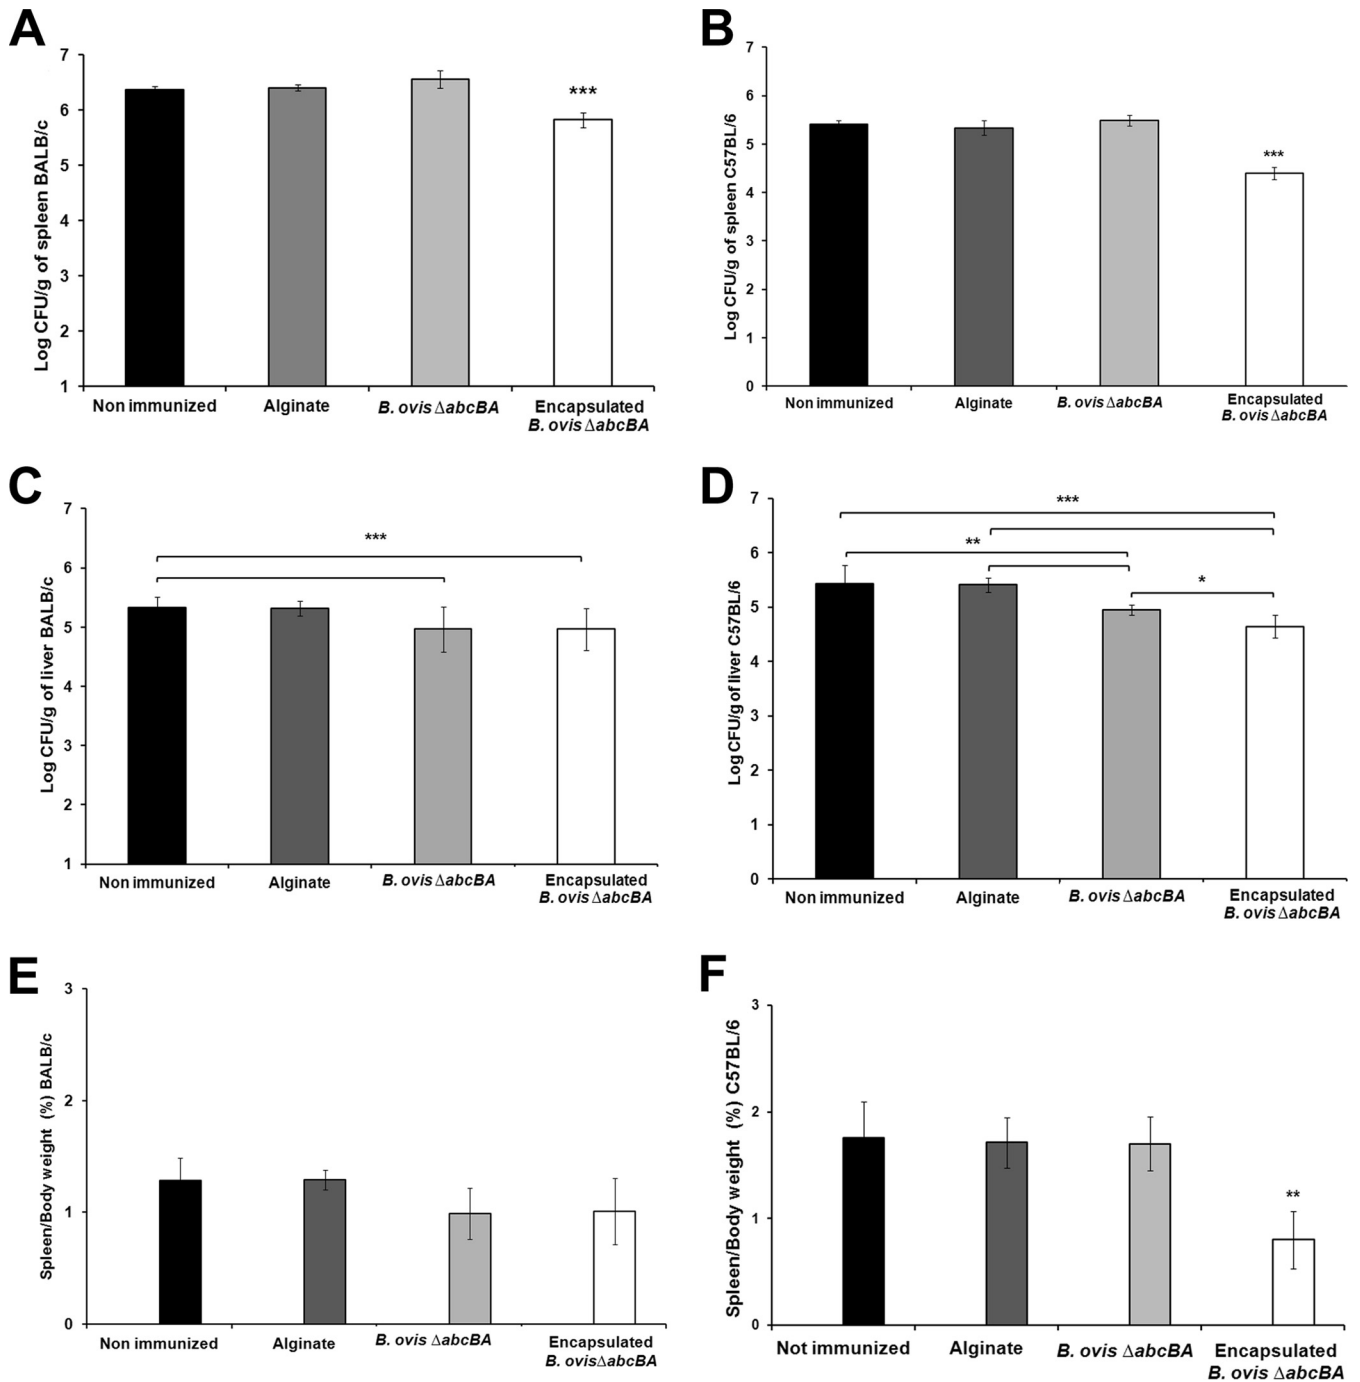 A
Log CFU/g of spleen BALB/c
7
6
5
4
3
2
1
***
Non immunized
Alginate
B. ovis ΔabcBA
Encapsulated
B. ovis ΔabcBA
B
Log CFU/g of spleen C57BL/6
7
6
5
4
3
2
1
0
***
Non immunized
Alginate
B. ovis ΔabcBA
Encapsulated
B. ovis ΔabcBA
C
Log CFU/g of liver BALB/c
7
6
5
4
3
2
1
***
Non immunized
Alginate
B. ovis ΔabcBA
Encapsulated
B. ovis ΔabcBA
D
Log CFU/g of liver C57BL/6
7
6
5
4
3
2
1
0
***
**
*
Non immunized
Alginate
B. ovis ΔabcBA
Encapsulated
B. ovis ΔabcBA
E
Spleen/Body weight (%) BALB/c
3
2
1
0
Non immunized
Alginate
B. ovis ΔabcBA
Encapsulated
B. ovisΔabcBA
F
Spleen/Body weight (%) C57BL/6
3
2
1
0
**
Not immunized
Alginate
B. ovis ΔabcBA
Encapsulated
B. ovis ΔabcBA